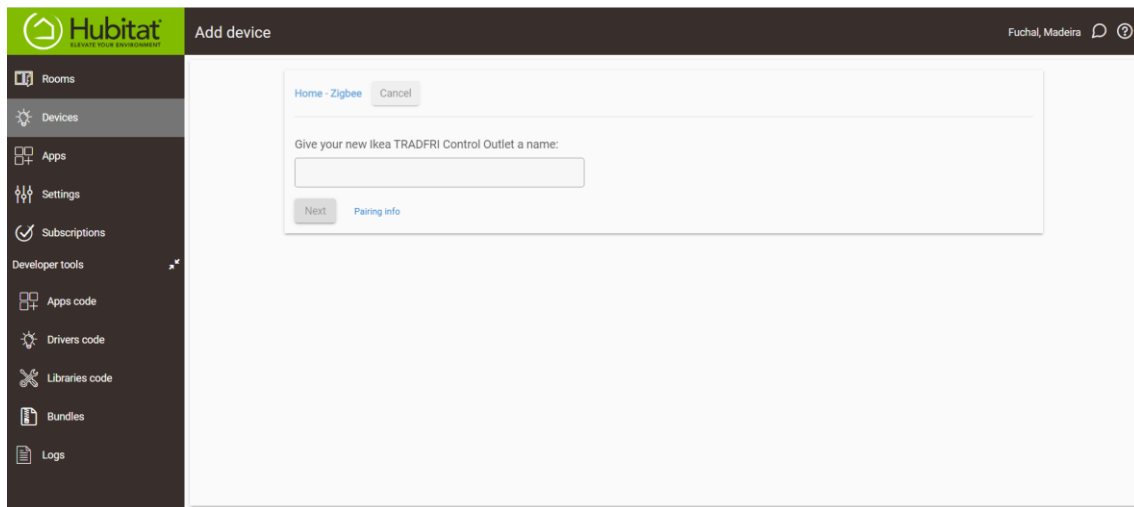 Hubitat
ELEVATE YOUR ENVIRONMENT
Add device
Fuchal, Madeira
Rooms
Devices
Apps
Settings
Subscriptions
Developer tools
Apps code
Drivers code
Libraries code
Bundles
Logs
Home - Zigbee
Cancel
Give your new Ikea TRADFRI Control Outlet a name:
Next
Pairing info